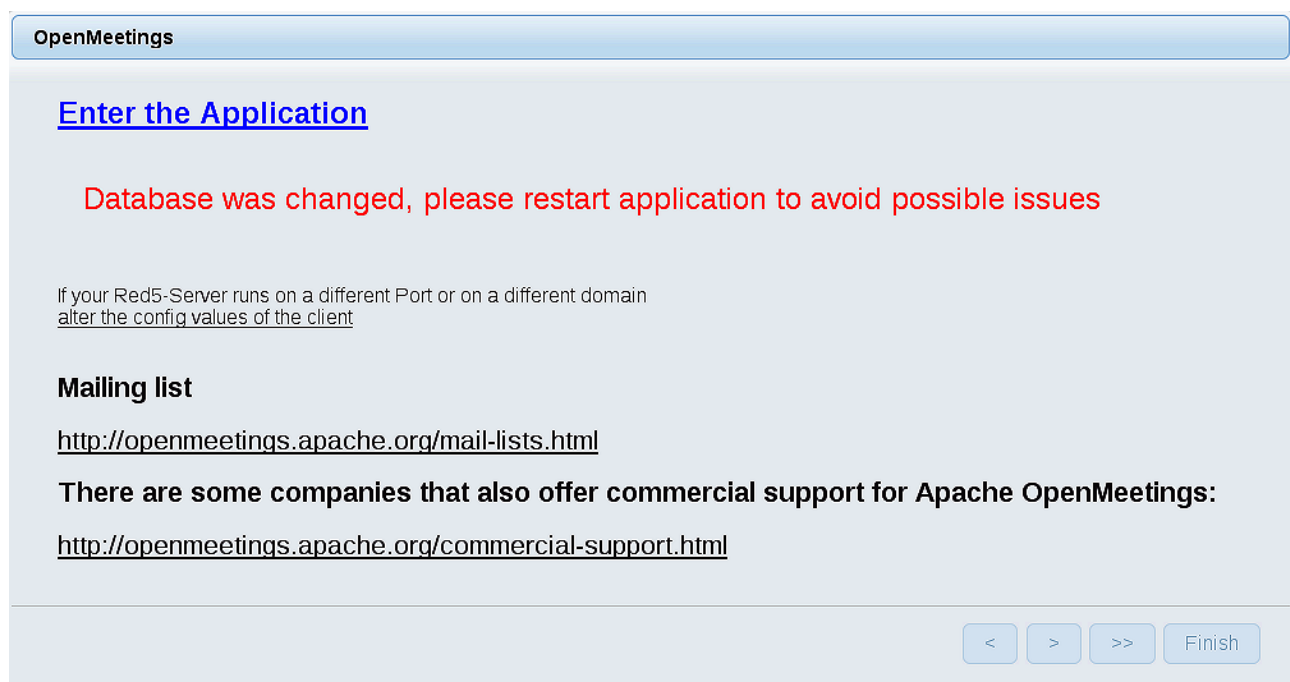 OpenMeetings
Enter the Application
Database was changed, please restart application to avoid possible issues
If your Red5-Server runs on a different Port or on a different domain
alter the config values of the client
Mailing list
http://openmeetings.apache.org/mail-lists.html
There are some companies that also offer commercial support for Apache OpenMeetings:
http://openmeetings.apache.org/commercial-support.html
< > >> Finish